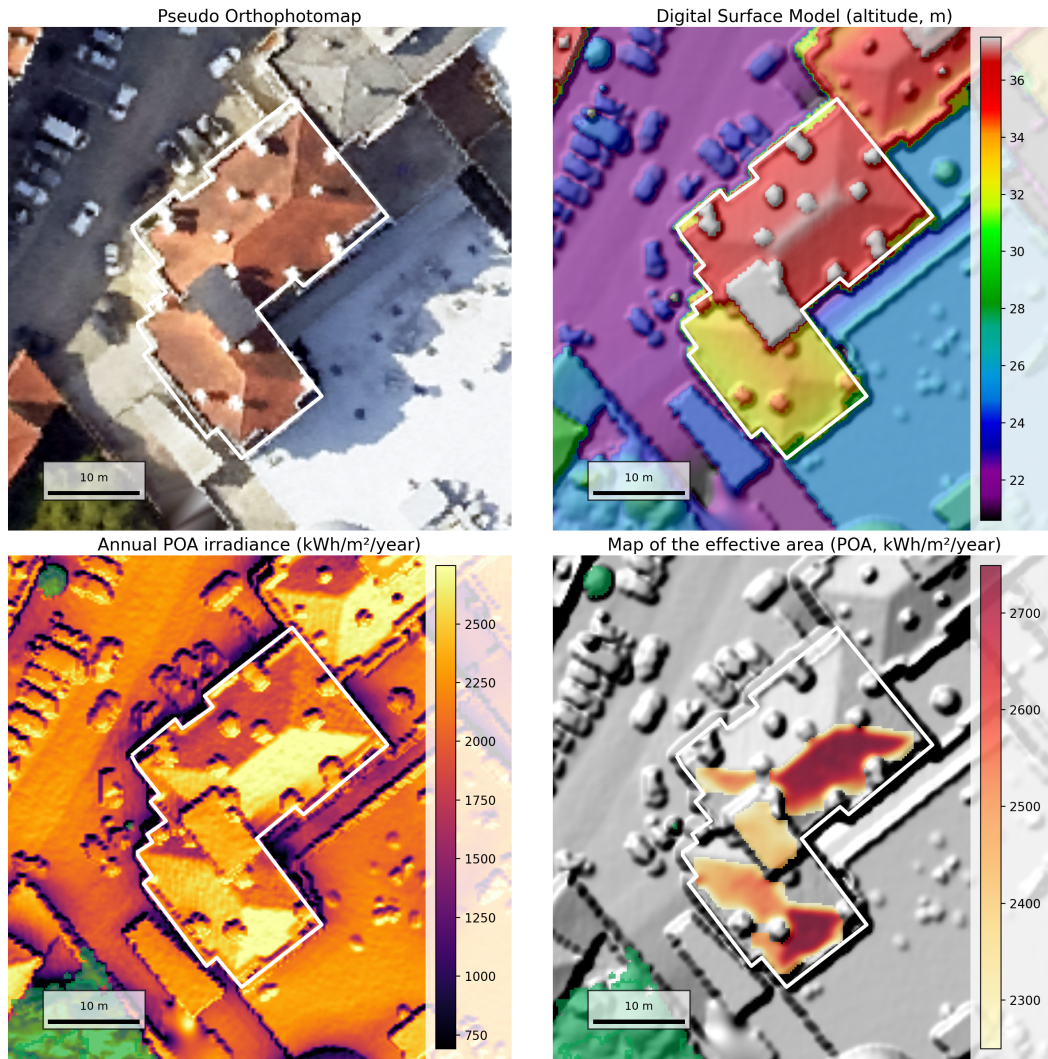 Pseudo Orthophotomap
10 m
Digital Surface Model (altitude, m)
10 m
36
34
32
30
28
26
24
22
Annual POA irradiance (kWh/m²/year)
10 m
2500
2250
2000
1750
1500
1250
1000
750
Map of the effective area (POA, kWh/m²/year)
10 m
2700
2600
2500
2400
2300